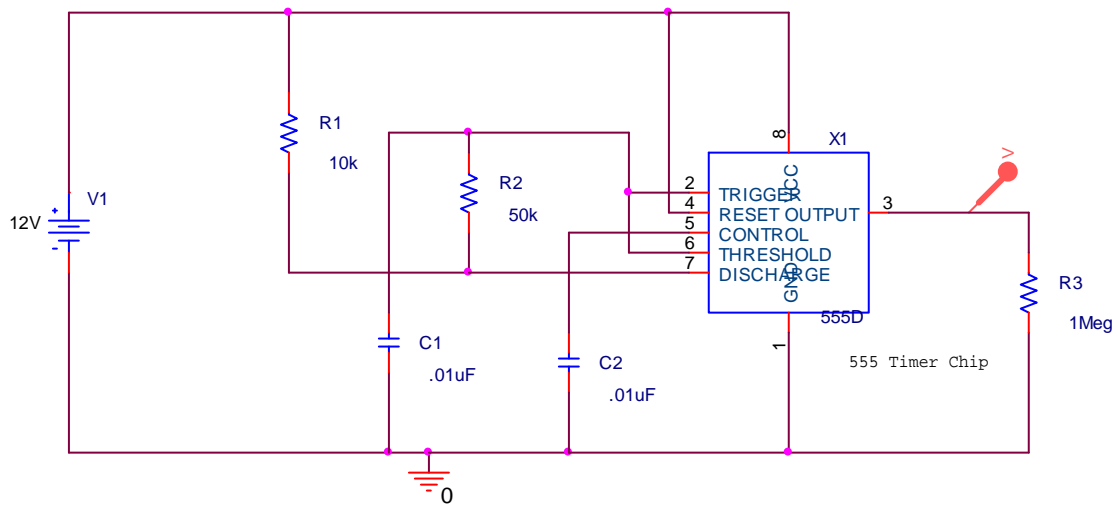 R1
10k
V1
12V
+
-
R2
50k
8
X1
V
2
TRIGGER
VCC
4
RESET
OUTPUT
3
5
CONTROL
6
THRESHOLD
7
DISCHARGE
GND
R3
1Meg
555D
1
555 Timer Chip
C1
.01uF
C2
.01uF
0